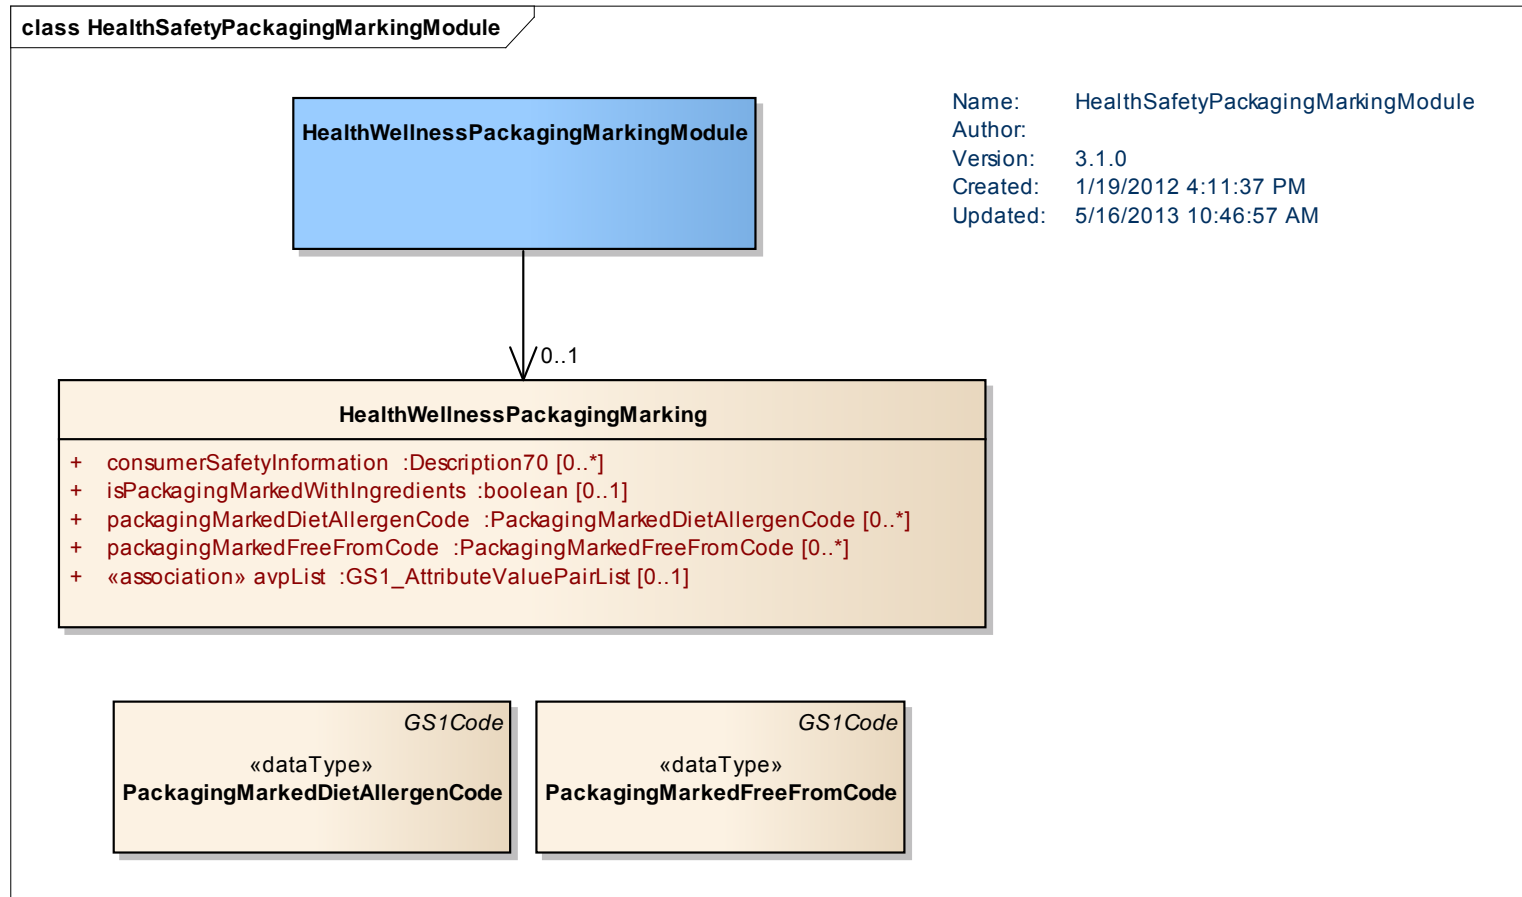 class HealthSafetyPackagingMarkingModule
HealthWellnessPackagingMarkingModule
Name: HealthSafetyPackagingMarkingModule
Author:
Version: 3.1.0
Created: 1/19/2012 4:11:37 PM
Updated: 5/16/2013 10:46:57 AM
0..1
HealthWellnessPackagingMarking
+ consumerSafetyInformation :Description70 [0..*]
+ isPackagingMarkedWithIngredients :boolean [0..1]
+ packagingMarkedDietAllergenCode :PackagingMarkedDietAllergenCode [0..*]
+ packagingMarkedFreeFromCode :PackagingMarkedFreeFromCode [0..*]
+ «association» avpList :GS1_AttributeValuePairList [0..1]
GS1Code
«dataType»
PackagingMarkedDietAllergenCode
GS1Code
«dataType»
PackagingMarkedFreeFromCode